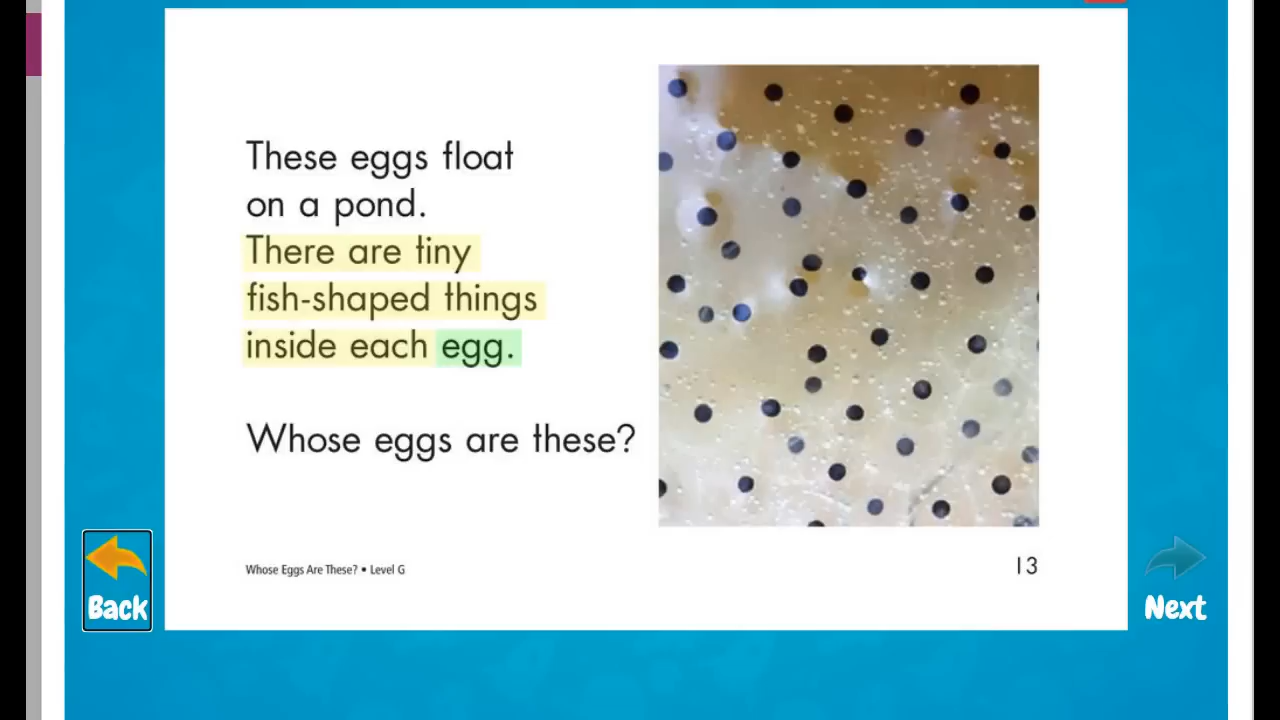 These eggs float
on a pond.
There are tiny
fish-shaped things
inside each egg.
Whose eggs are these?
Whose Eggs Are These? • Level G
13
Back
Next